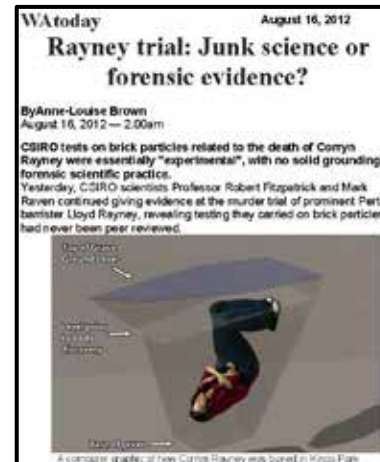 WAtoday August 16, 2012
Rayney trial: Junk science or
forensic evidence?
ByAnne-Louise Brown
August 16, 2012 — 2.00am
CSIRO tests on brick particles related to the death of Corryn
Rayney were essentially "experimental", with no solid grounding
forensic scientific practice.
Yesterday, CSIRO scientists Professor Robert Fitzpatrick and Mark
Raven continued giving evidence at the murder trial of prominent Pert
barrister Lloyd Rayney, revealing testing they carried on brick particles
had never been peer reviewed.
A computer graphic of how Corryn Rayney was buried in Kings Park